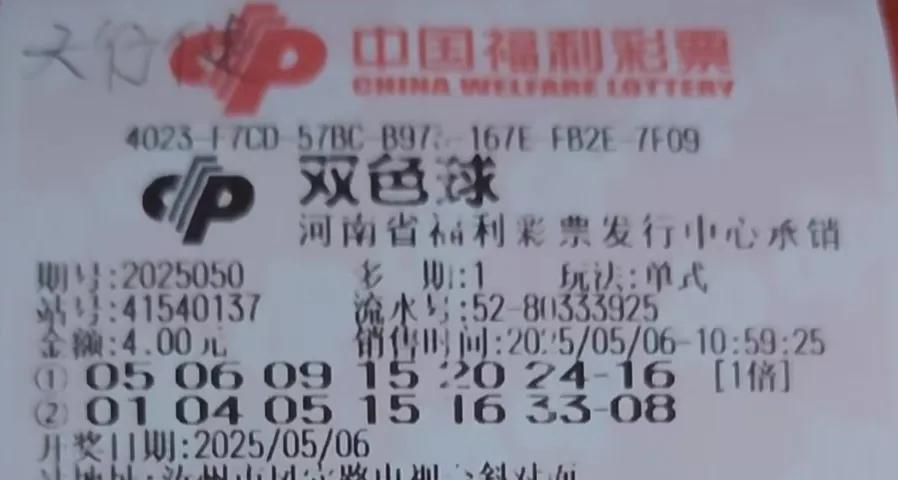 中国福利彩票
CHINA WELFARE LOTTERY
4023-F7CD-57BC-B973-167E-FB2E-7F09
双色球
河南省福利彩票发行中心承销
期号:2025050 多期:1 玩法:单式
站号:41540137 流水号:52-80333925
金额:4.00元 销售时间:2025/05/06-10:59:25
① 05 06 09 15 20 24-16 [1倍]
② 01 04 05 15 16 33-08
开奖日期:2025/05/06